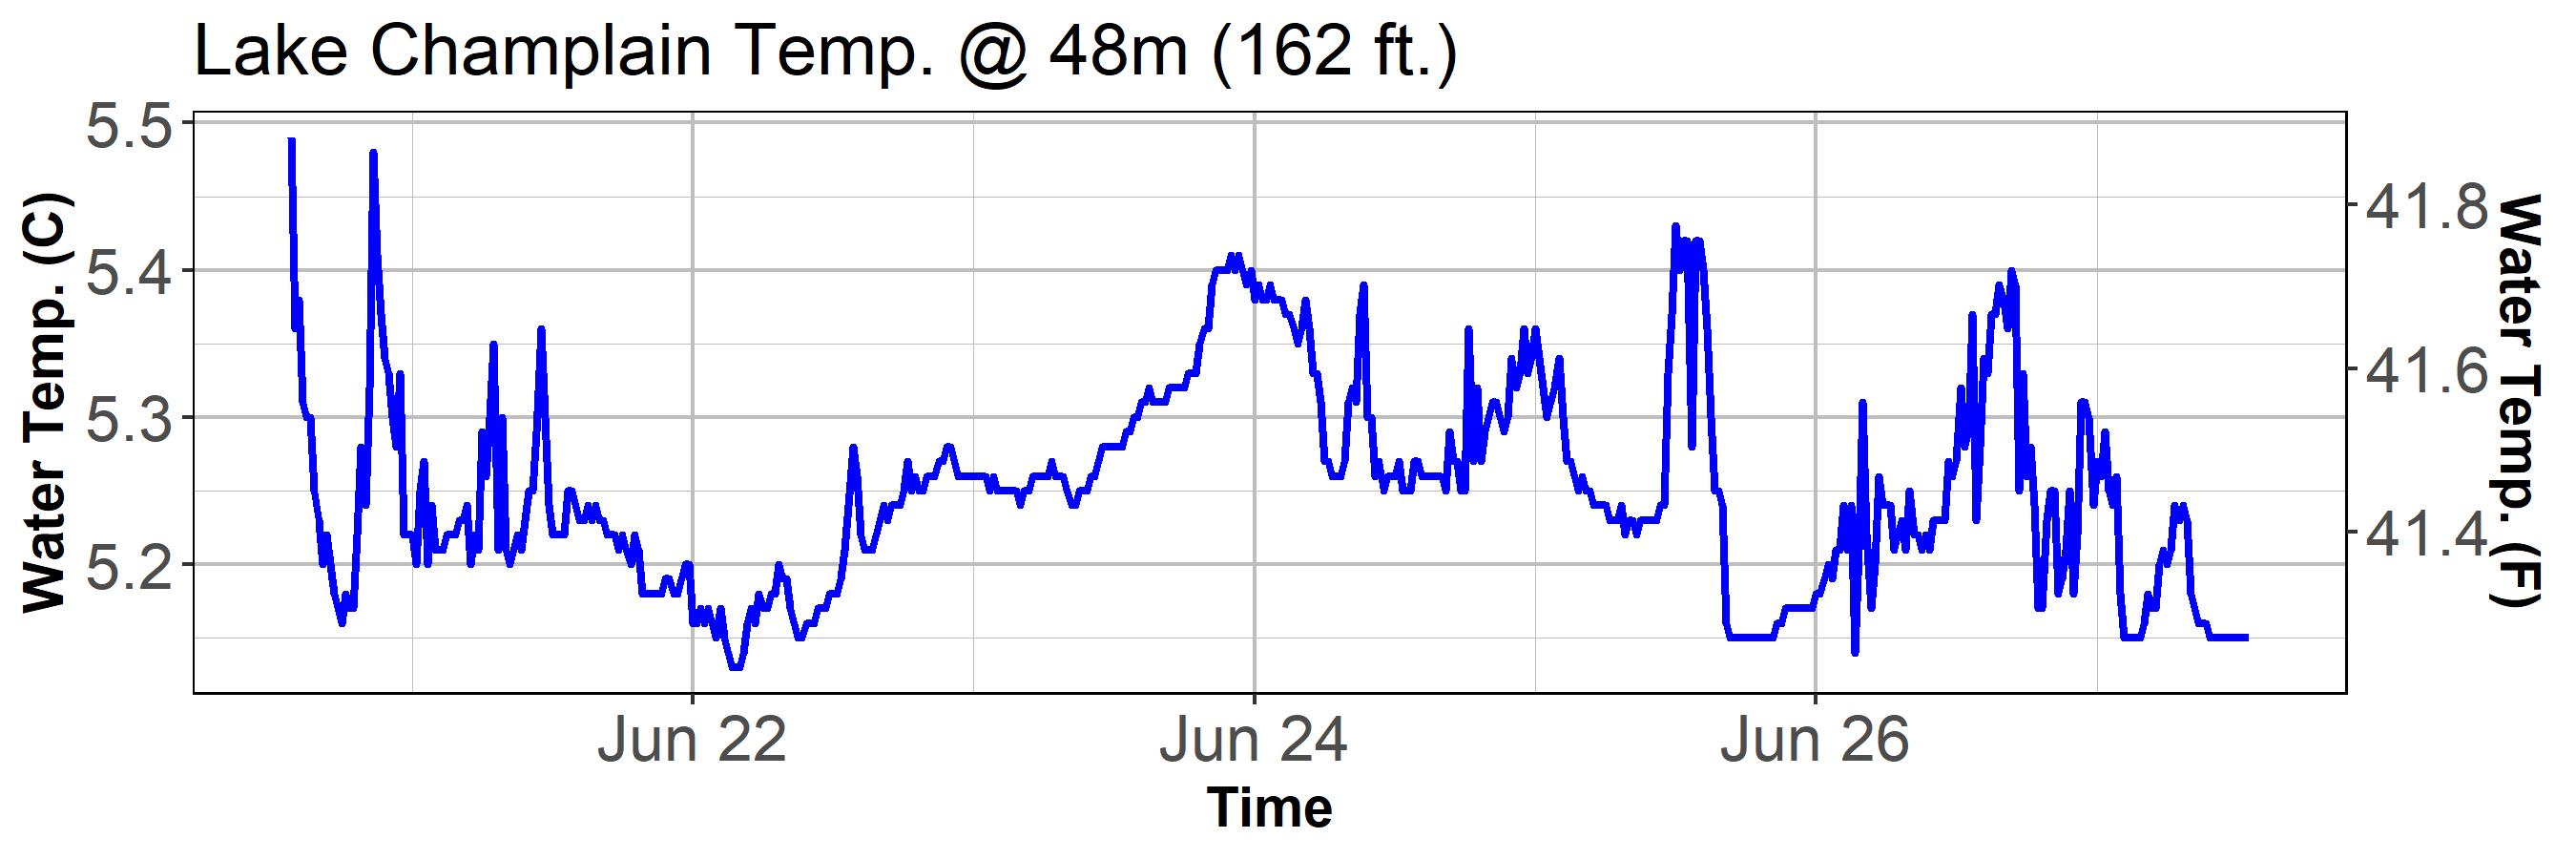 Lake Champlain Temp. @ 48m (162 ft.)
Water Temp. (C)
5.5
5.4
5.3
5.2
41.8
41.6
41.4
Water Temp. (F)
Jun 22
Jun 24
Jun 26
Time